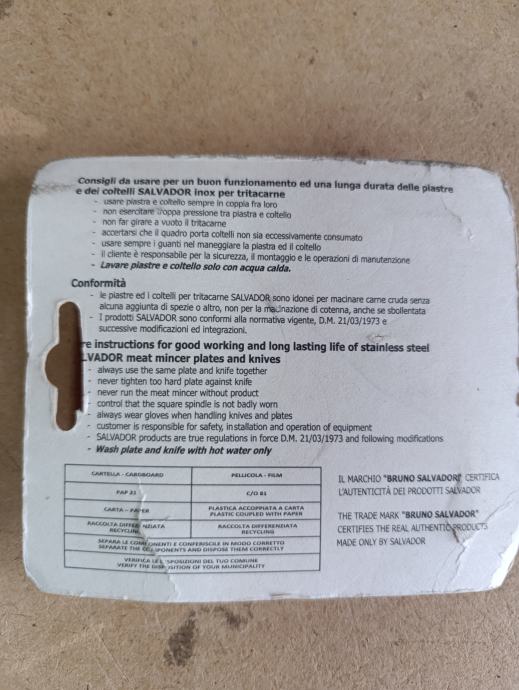 Consigli da usare per un buon funzionamento ed una lunga durata delle piastre
e dei coltelli SALVADOR inox per tritacarne
- usare piastra e coltello sempre in coppia fra loro
- non esercitare troppa pressione tra piastra e coltello
- non far girare a vuoto il tritacarne
- accertarsi che il quadro porta coltelli non sia eccessivamente consumato
- usare sempre i guanti nel maneggiare la piastra ed il coltello
- il cliente è responsabile per la sicurezza, il montaggio e le operazioni di manutenzione
- Lavare piastre e coltello solo con acqua calda.
Conformità
- le piastre ed i coltelli per tritacarne SALVADOR sono idonei per macinare carne cruda senza
alcuna aggiunta di spezie o altro, non per la macinazione di cotenna, anche se sbollentata
- I prodotti SALVADOR sono conformi alla normativa vigente, D.M. 21/03/1973 e
successive modificazioni ed integrazioni.
re instructions for good working and long lasting life of stainless steel
LVADOR meat mincer plates and knives
- always use the same plate and knife together
- never tighten too hard plate against knife
- never run the meat mincer without product
- control that the square spindle is not badly worn
- always wear gloves when handling knives and plates
- customer is responsible for safety, installation and operation of equipment
- SALVADOR products are true regulations in force D.M. 21/03/1973 and following modifications
- Wash plate and knife with hot water only
CARTELLA - CARDBOARD PELLICOLA - FILM
PAP 21 C/O 81
CARTA - PAPER PLASTICA ACCOPPIATA A CARTA
PLASTIC COUPLED WITH PAPER
RACCOLTA DIFFERENZIATA RACCOLTA DIFFERENZIATA
RECYCLING RECYCLING
SEPARA LE COMPONENTI E CONFERISCILE IN MODO CORRETTO
SEPARATE THE COMPONENTS AND DISPOSE THEM CORRECTLY
VERIFICA LE DISPOSIZIONI DEL TUO COMUNE
VERIFY THE DISPOSITION OF YOUR MUNICIPALITY
IL MARCHIO "BRUNO SALVADOR" CERTIFICA
L'AUTENTICITÀ DEI PRODOTTI SALVADOR
THE TRADE MARK "BRUNO SALVADOR"
CERTIFIES THE REAL AUTHENTIC PRODUCTS
MADE ONLY BY SALVADOR